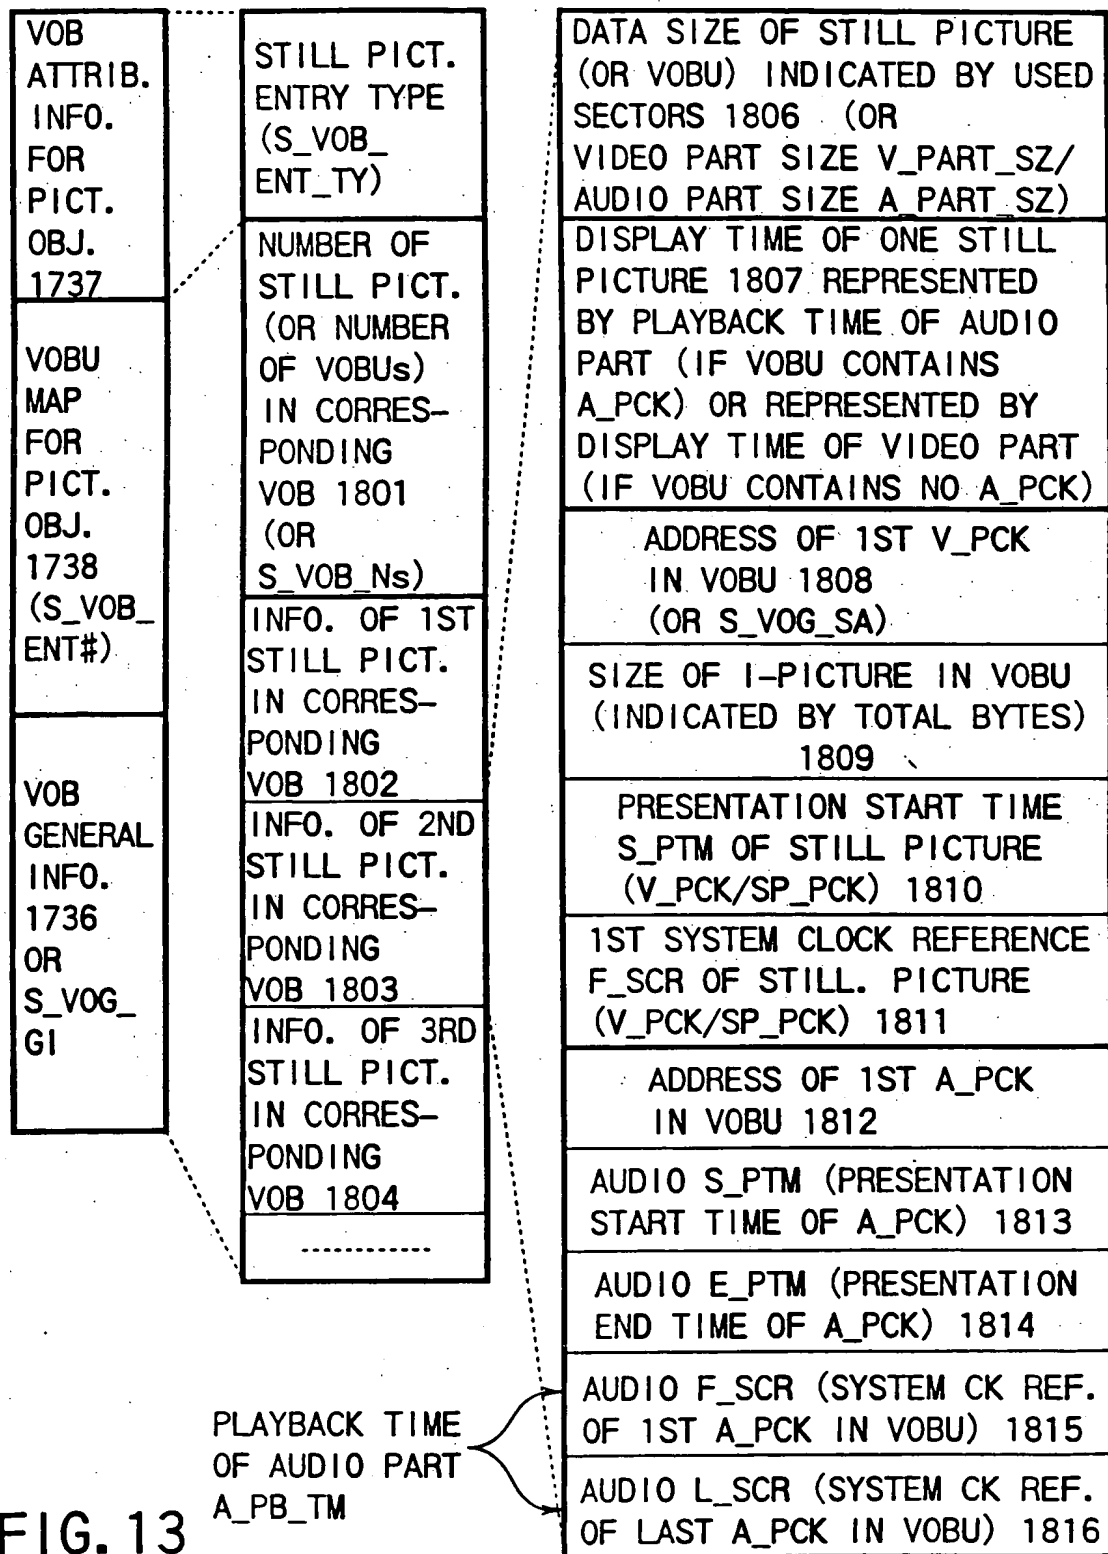 VOB
ATTRIB.
INFO.
FOR
PICT.
OBJ.
1737
VOBU
MAP
FOR
PICT.
OBJ.
1738
(S_VOB_
ENT#)
VOB
GENERAL
INFO.
1736
OR
S_VOG_
GI
STILL PICT.
ENTRY TYPE
(S_VOB_
ENT_TY)
NUMBER OF
STILL PICT.
(OR NUMBER
OF VOBUs)
IN CORRES-
PONDING
VOB 1801
(OR
S_VOB_Ns)
INFO. OF 1ST
STILL PICT.
IN CORRES-
PONDING
VOB 1802
INFO. OF 2ND
STILL PICT.
IN CORRES-
PONDING
VOB 1803
INFO. OF 3RD
STILL PICT.
IN CORRES-
PONDING
VOB 1804
DATA SIZE OF STILL PICTURE
(OR VOBU) INDICATED BY USED
SECTORS 1806 (OR
VIDEO PART SIZE V_PART_SZ/
AUDIO PART SIZE A_PART_SZ)
DISPLAY TIME OF ONE STILL
PICTURE 1807 REPRESENTED
BY PLAYBACK TIME OF AUDIO
PART (IF VOBU CONTAINS
A_PCK) OR REPRESENTED BY
DISPLAY TIME OF VIDEO PART
(IF VOBU CONTAINS NO A_PCK)
ADDRESS OF 1ST V_PCK
IN VOBU 1808
(OR S_VOG_SA)
SIZE OF I-PICTURE IN VOBU
(INDICATED BY TOTAL BYTES)
1809
PRESENTATION START TIME
S_PTM OF STILL PICTURE
(V_PCK/SP_PCK) 1810
1ST SYSTEM CLOCK REFERENCE
F_SCR OF STILL. PICTURE
(V_PCK/SP_PCK) 1811
ADDRESS OF 1ST A_PCK
IN VOBU 1812
AUDIO S_PTM (PRESENTATION
START TIME OF A_PCK) 1813
AUDIO E_PTM (PRESENTATION
END TIME OF A_PCK) 1814
AUDIO F_SCR (SYSTEM CK REF.
OF 1ST A_PCK IN VOBU) 1815
AUDIO L_SCR (SYSTEM CK REF.
OF LAST A_PCK IN VOBU) 1816
PLAYBACK TIME
OF AUDIO PART
A_PB_TM
FIG. 13